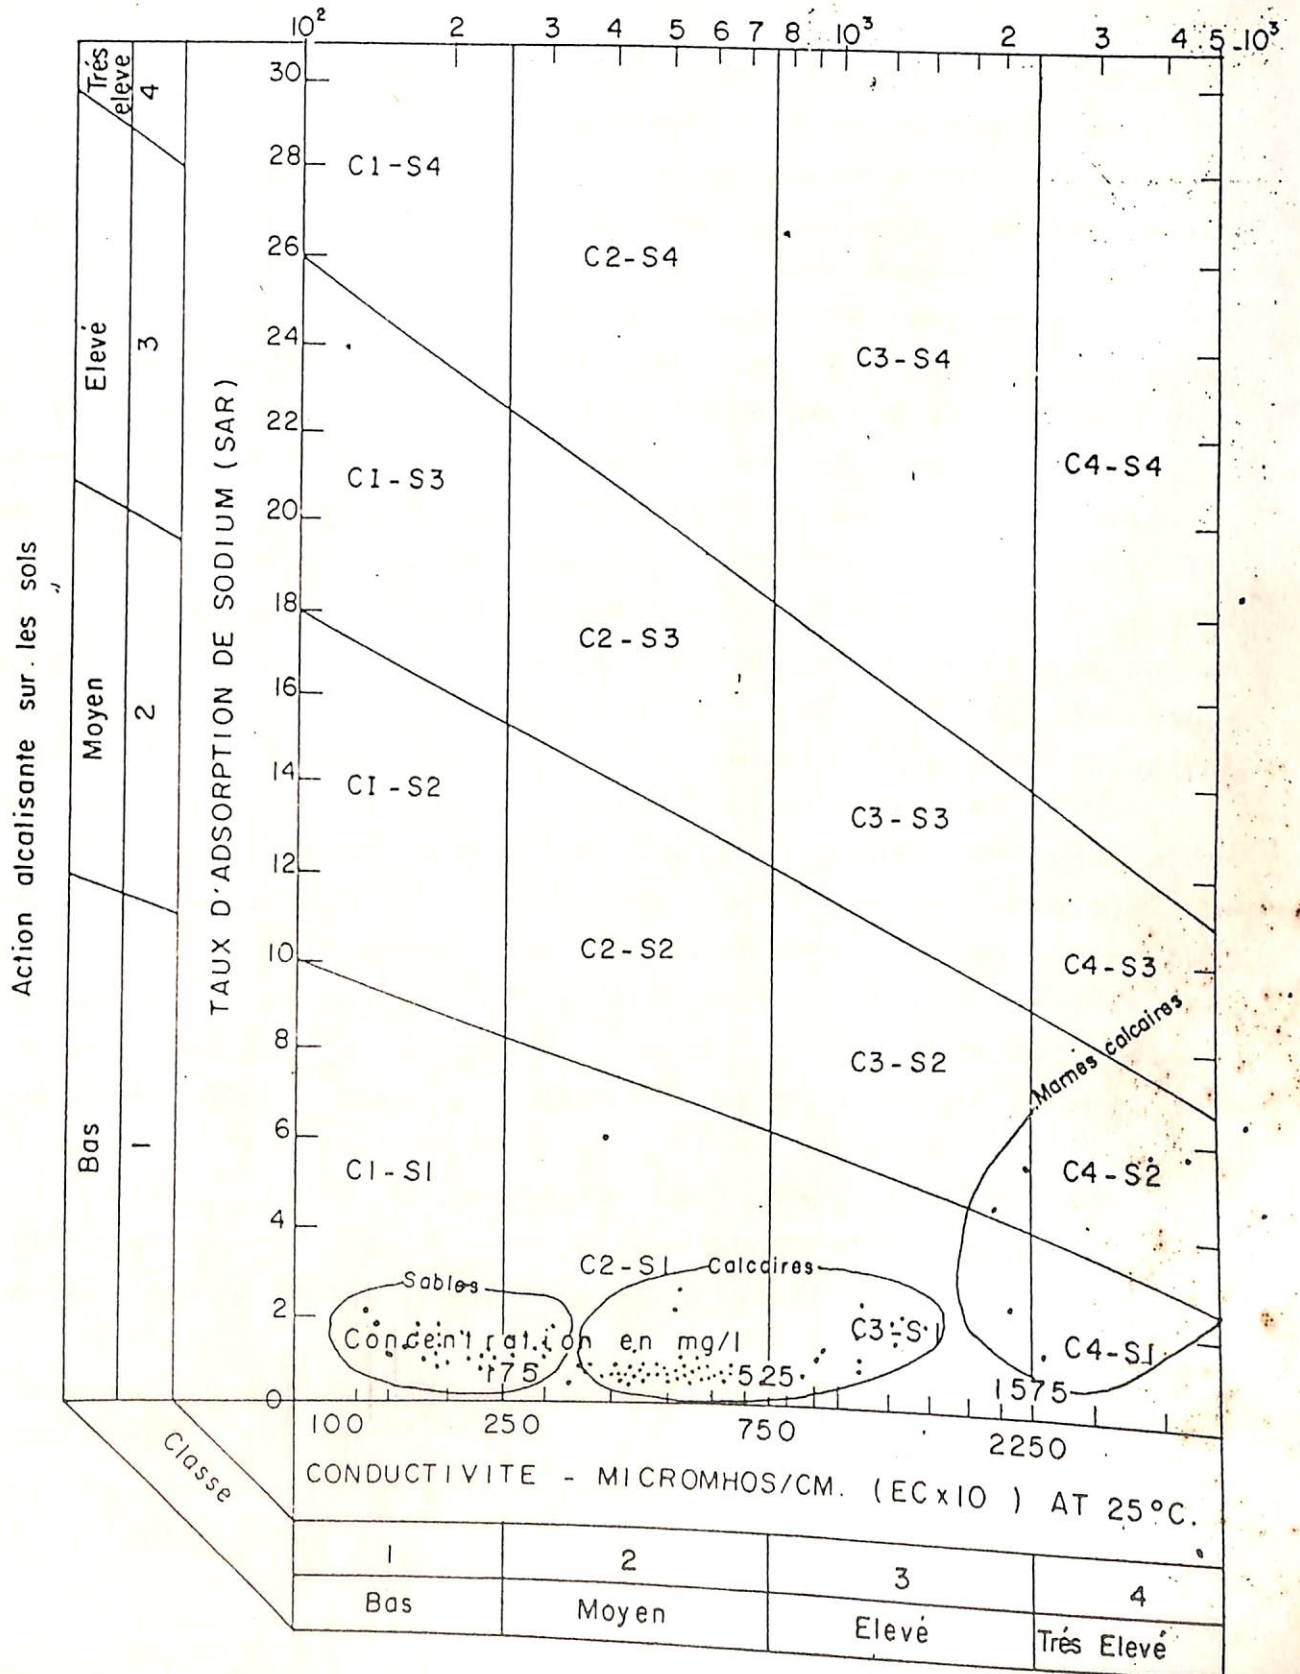 10² 2 3 4 5 6 7 8 10³ 2 3 4 5 .10³
Trés elevé 4
Elevé 3
Moyen 2
Bas 1
Action alcalisante sur les sols
TAUX D'ADSORPTION DE SODIUM (SAR)
30
28
26
24
22
20
18
16
14
12
10
8
6
4
2
0
C1-S4
C2-S4
C3-S4
C4-S4
C1-S3
C2-S3
C3-S3
C4-S3
C1-S2
C2-S2
C3-S2
C4-S2
Marnes calcaires
C1-S1
C2-S1
Calcaires
Sables
C3-S1
C4-S1
Concentration en mg/l
175 525 1575
100 250 750 2250
Classe
CONDUCTIVITE - MICROMHOS/CM. (ECx10 ) AT 25°C.
1 2 3 4
Bas Moyen Elevé Trés Elevé